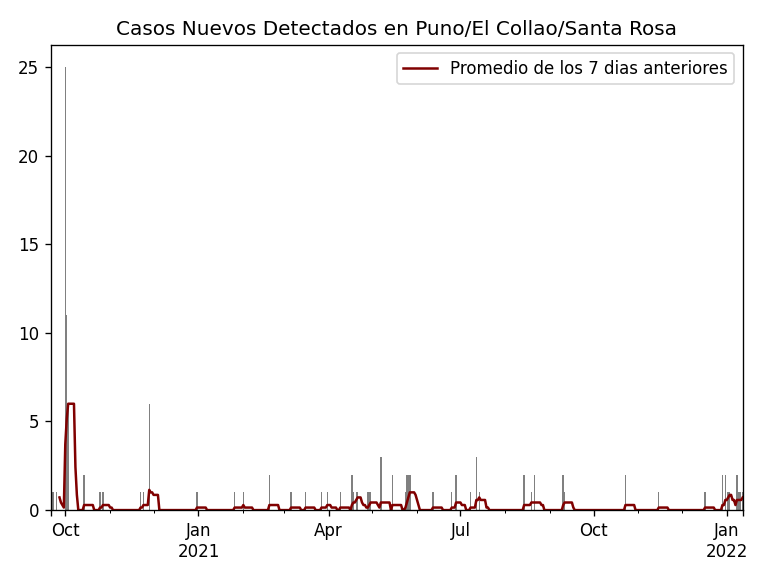 Casos Nuevos Detectados en Puno/El Collao/Santa Rosa
Promedio de los 7 dias anteriores
25
20
15
10
5
0
Oct Jan Apr Jul Oct Jan
2021 2022